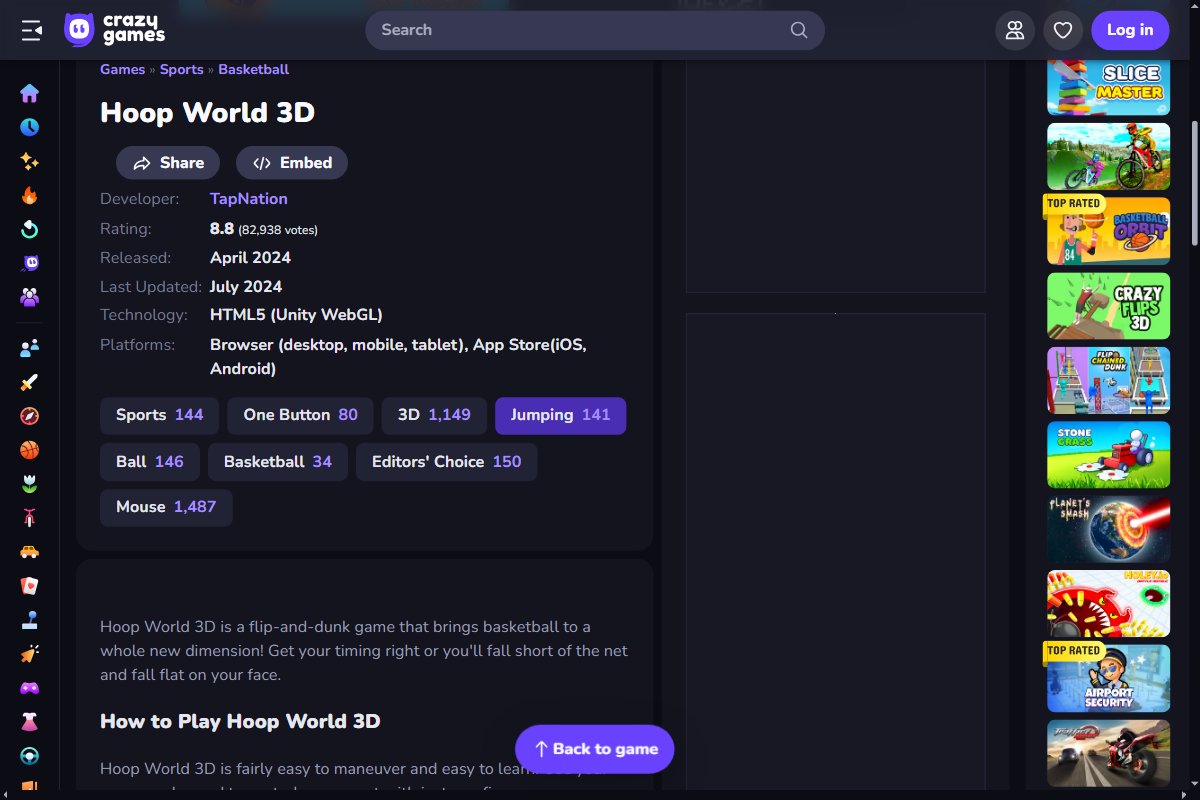 crazy
games
Search
Log in
Games » Sports » Basketball
Hoop World 3D
Share
Embed
Developer: TapNation
Rating: 8.8 (82,938 votes)
Released: April 2024
Last Updated: July 2024
Technology: HTML5 (Unity WebGL)
Platforms: Browser (desktop, mobile, tablet), App Store(iOS,
Android)
Sports 144
One Button 80
3D 1,149
Jumping 141
Ball 146
Basketball 34
Editors' Choice 150
Mouse 1,487
Hoop World 3D is a flip-and-dunk game that brings basketball to a
whole new dimension! Get your timing right or you'll fall short of the net
and fall flat on your face.
How to Play Hoop World 3D
Hoop World 3D is fairly easy to maneuver and easy to learn.
Back to game
SLICE
MASTER
TOP RATED
BASKETBALL
ORBIT
84
CRAZY
FLIPS
3D
FLIP
CHAINED
DUNK
STONE
GRASS
PLANET'S
SMASH
HOLEY.IO
TOP RATED
AIRPORT
SECURITY